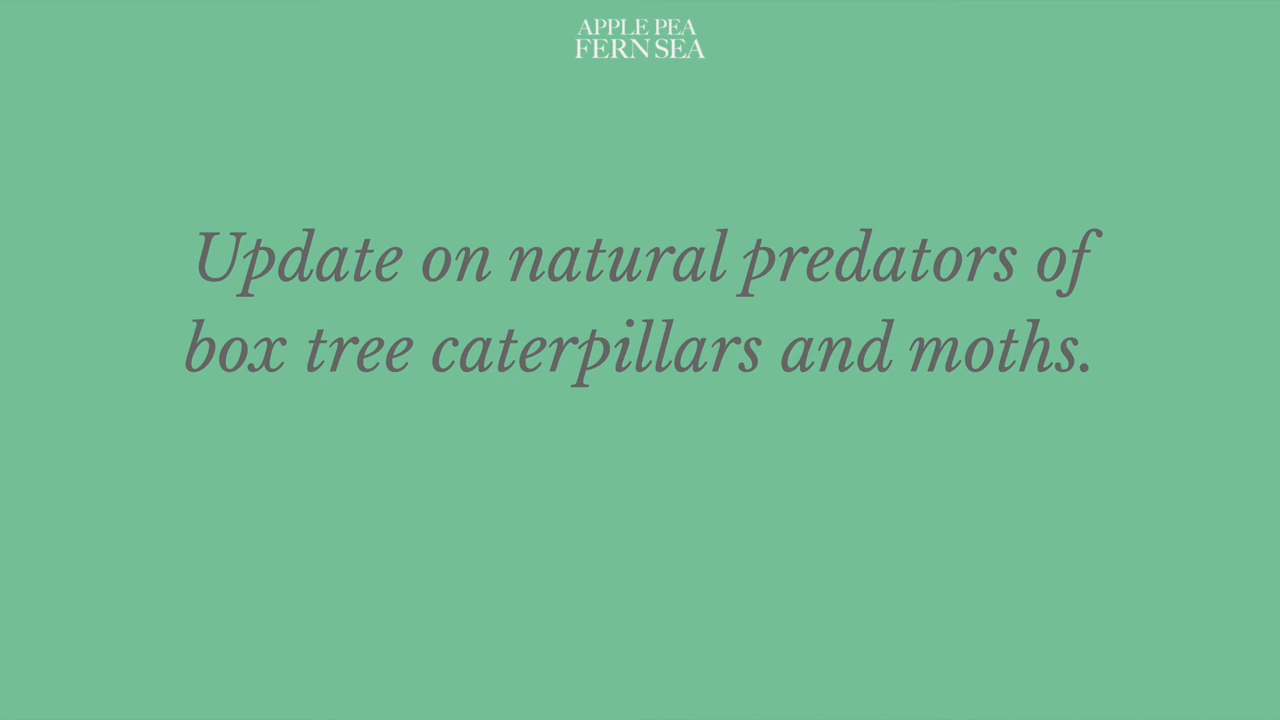 APPLE PEA
FERN SEA
Update on natural predators of
box tree caterpillars and moths.